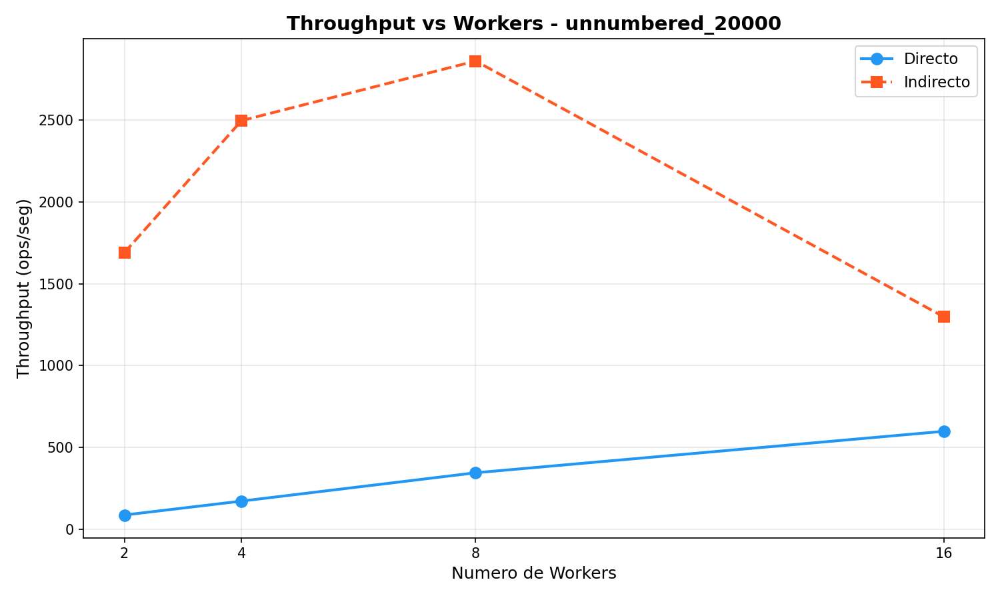 Throughput vs Workers - unnumbered_20000
Directo
Indirecto
Throughput (ops/seg)
2500
2000
1500
1000
500
0
2 4 8 16
Numero de Workers